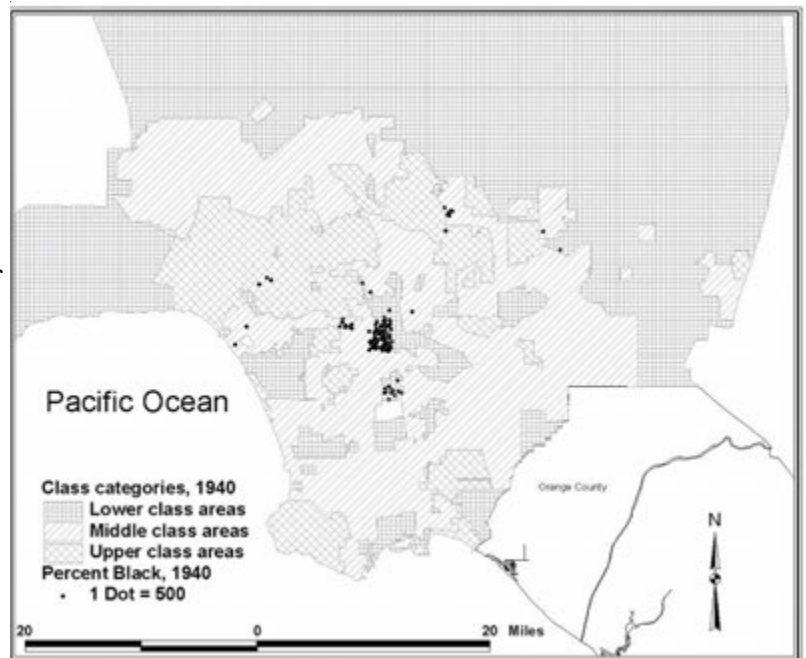 Pacific Ocean
Class categories, 1940
Lower class areas
Middle class areas
Upper class areas
Percent Black, 1940
1 Dot = 500
Orange County
N
20 0 20 Miles